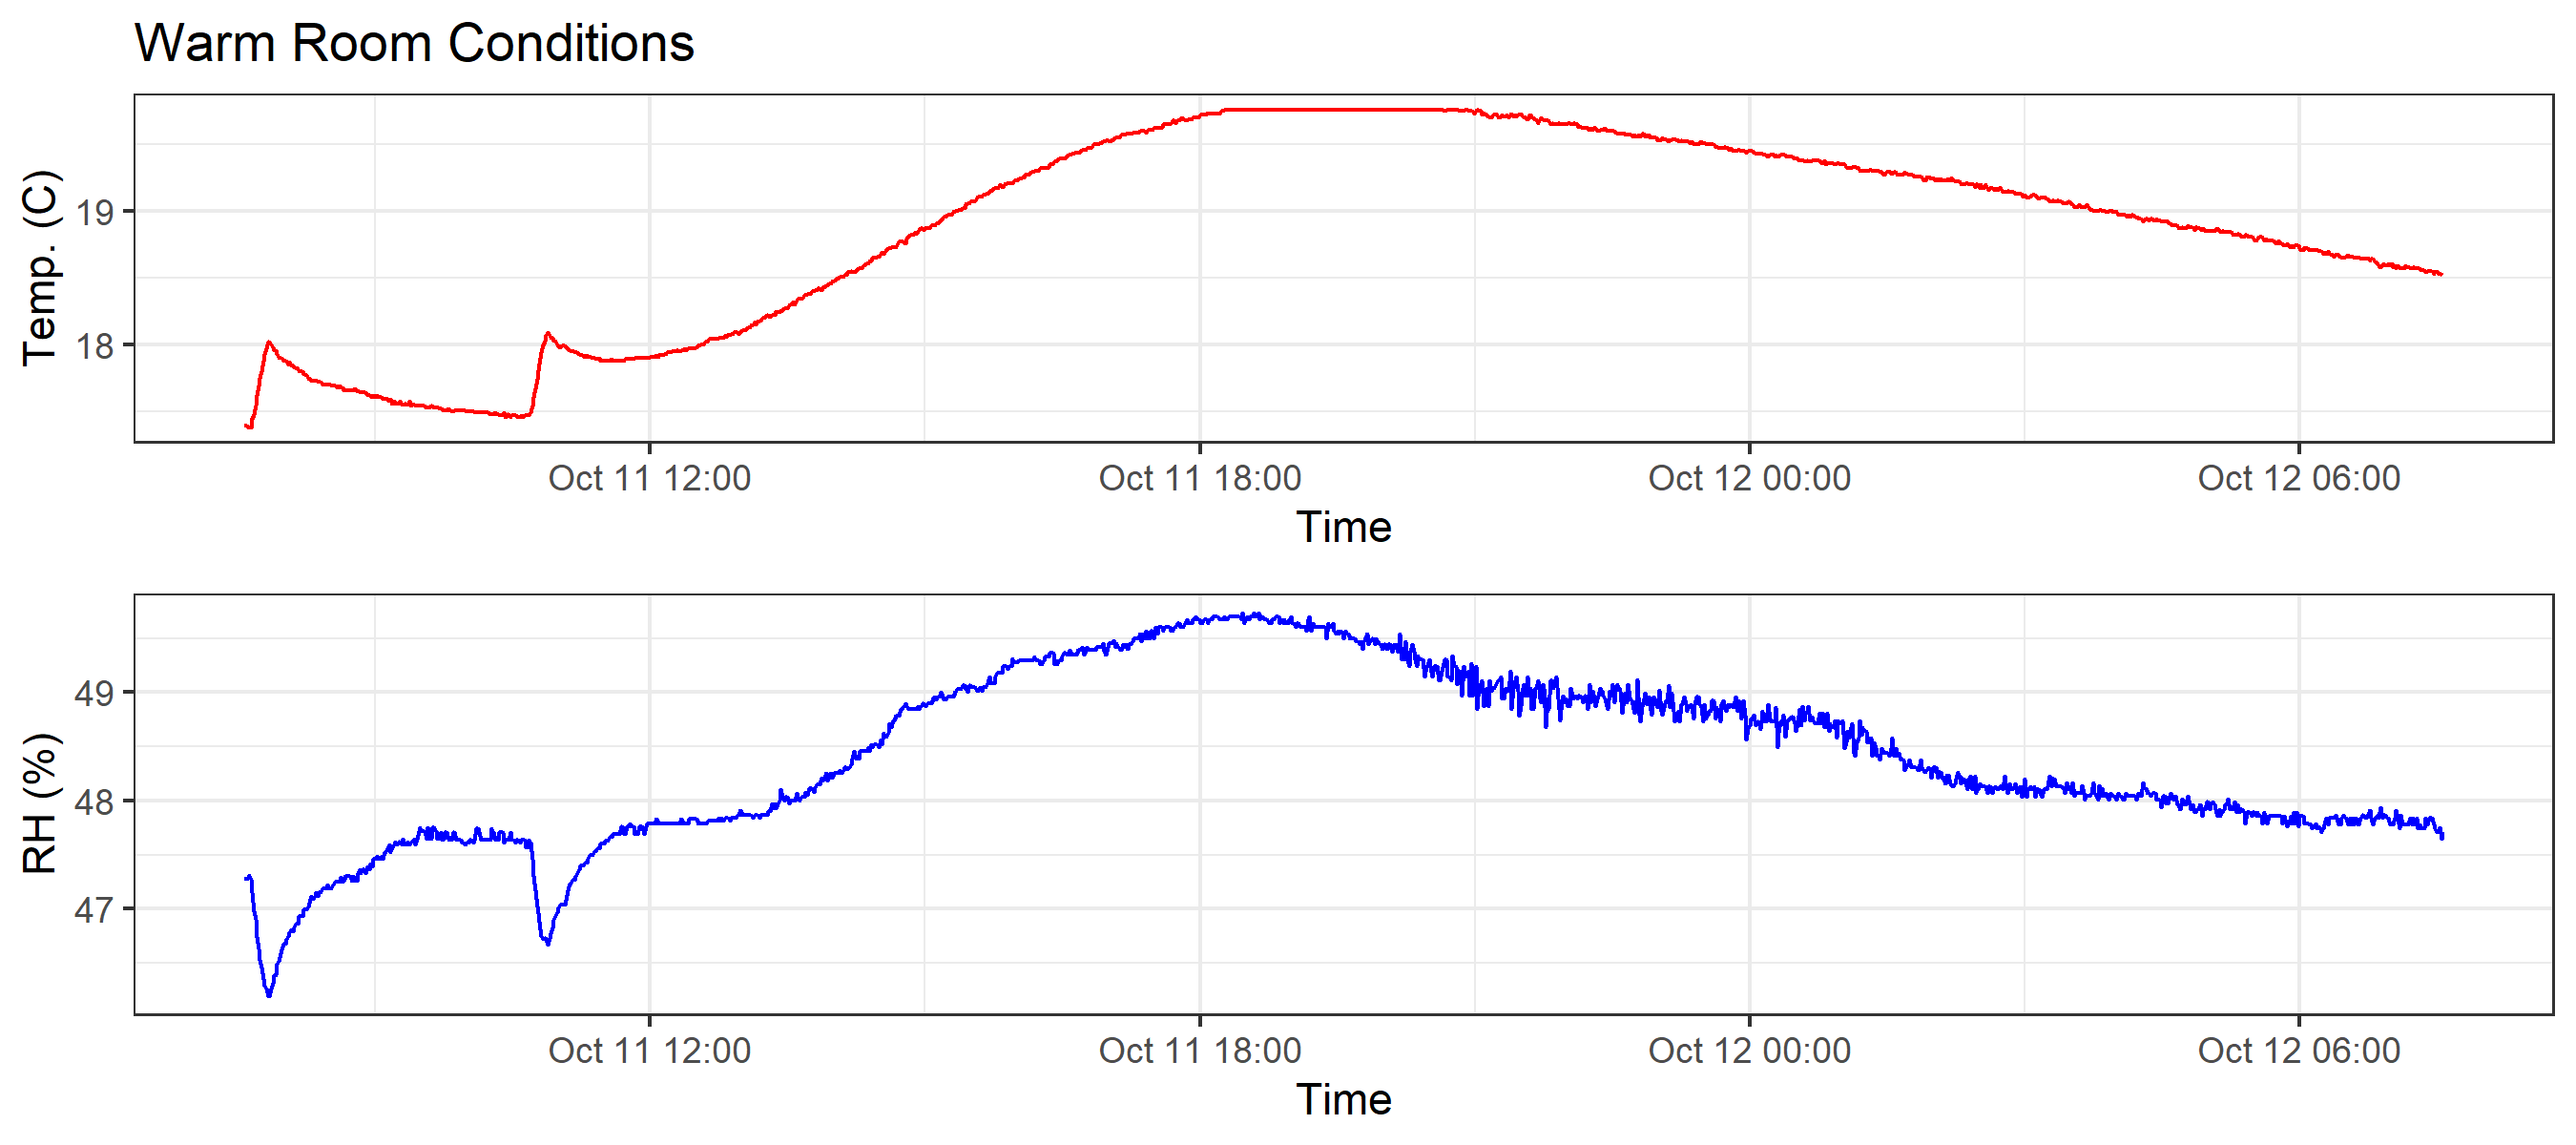 Warm Room Conditions
Temp. (C)
19
18
Oct 11 12:00 Oct 11 18:00 Oct 12 00:00 Oct 12 06:00
Time
RH (%)
49
48
47
Oct 11 12:00 Oct 11 18:00 Oct 12 00:00 Oct 12 06:00
Time